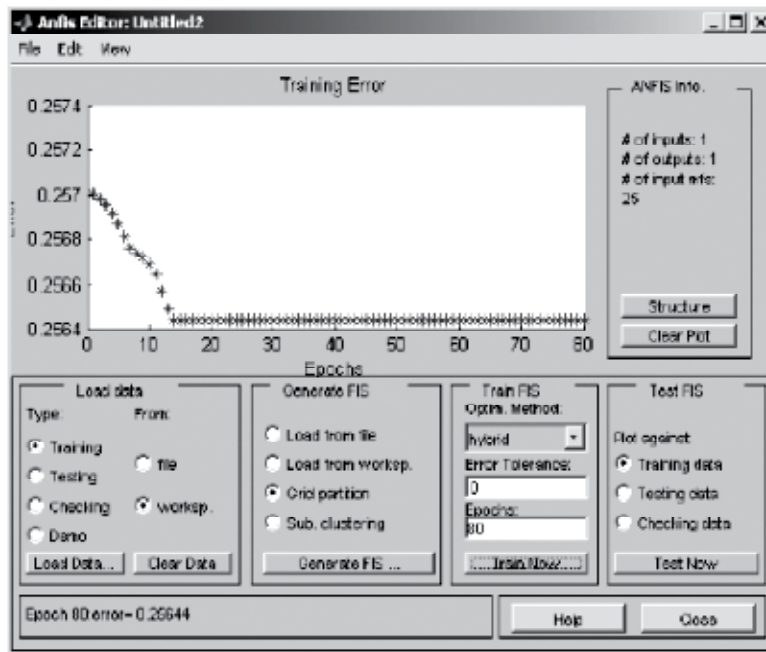 Anfis Editor: Untitled2
File Edit View
Training Error
0.2574
0.2572
0.257
0.2568
0.2566
0.2564
0 10 20 30 40 50 60 70 80
Epochs
Error
ANFIS Info.
# of inputs: 1
# of outputs: 1
# of input mfs:
25
Structure
Clear Plot
Load data
Type: From:
Training
Testing
Checking
Demo
file
worksp.
Load Data... Clear Data
Generate FIS
Load from file
Load from worksp.
Grid partition
Sub. clustering
Generate FIS ...
Train FIS
Optim. Method:
hybrid
Error Tolerance:
0
Epochs:
80
Train Now
Test FIS
Plot against:
Training data
Testing data
Checking data
Test Now
Epoch 80 error= 0.25644
Help Close